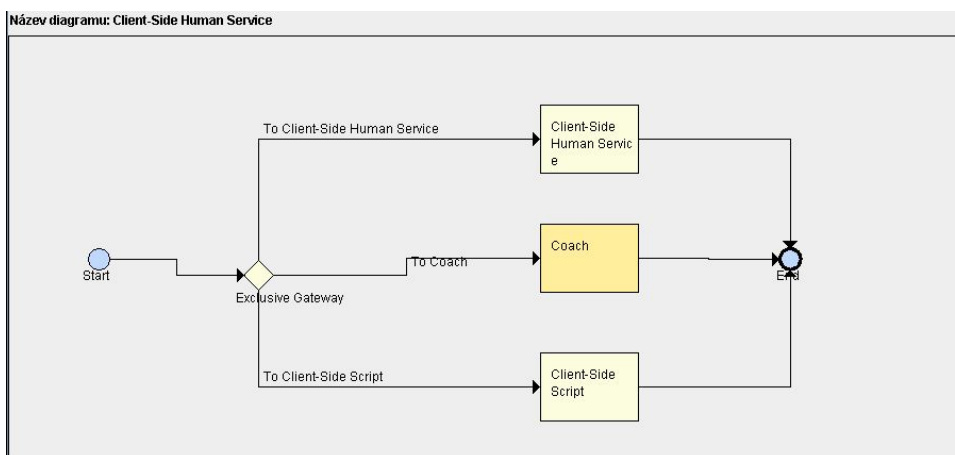 Název diagramu: Client-Side Human Service
To Client-Side Human Service
Client-Side
Human Servic
e
Start
To Coach
Coach
End
Exclusive Gateway
To Client-Side Script
Client-Side
Script